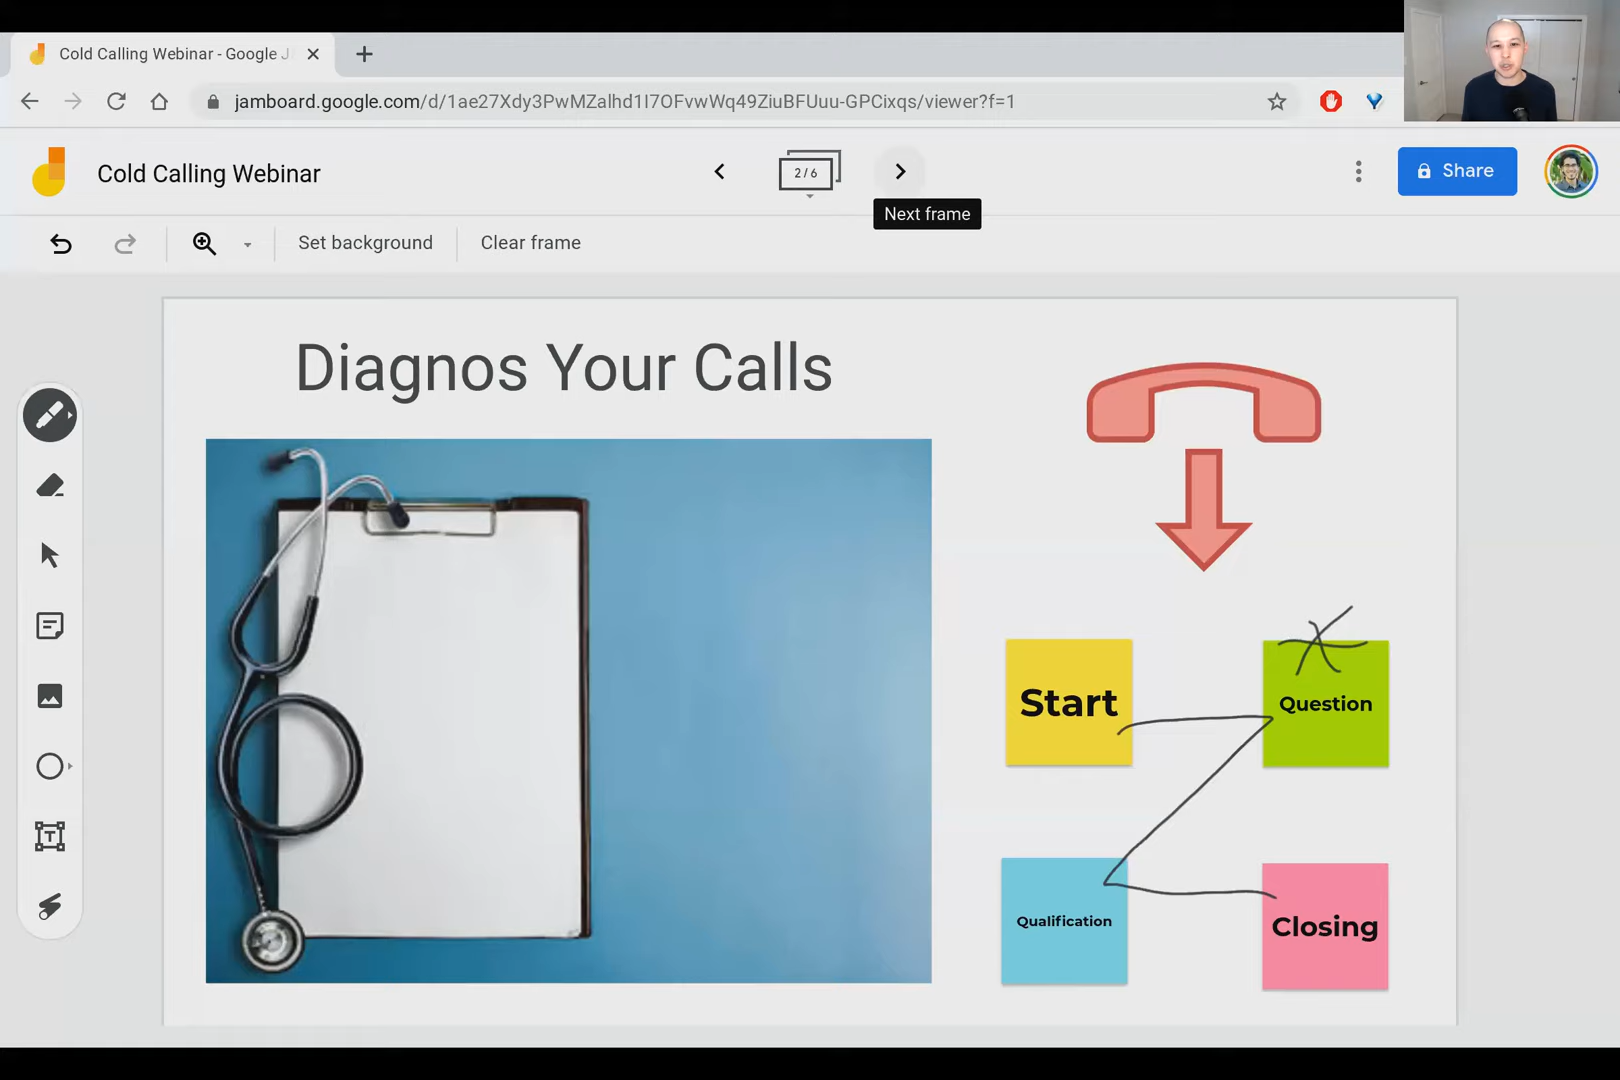 Cold Calling Webinar - Google J
jamboard.google.com/d/1ae27Xdy3PwMZalhd1I7OFvwWq49ZiuBFUuu-GPCixqs/viewer?f=1
Cold Calling Webinar
2 / 6
Share
Next frame
Set background
Clear frame
Diagnos Your Calls
Start
Question
Qualification
Closing